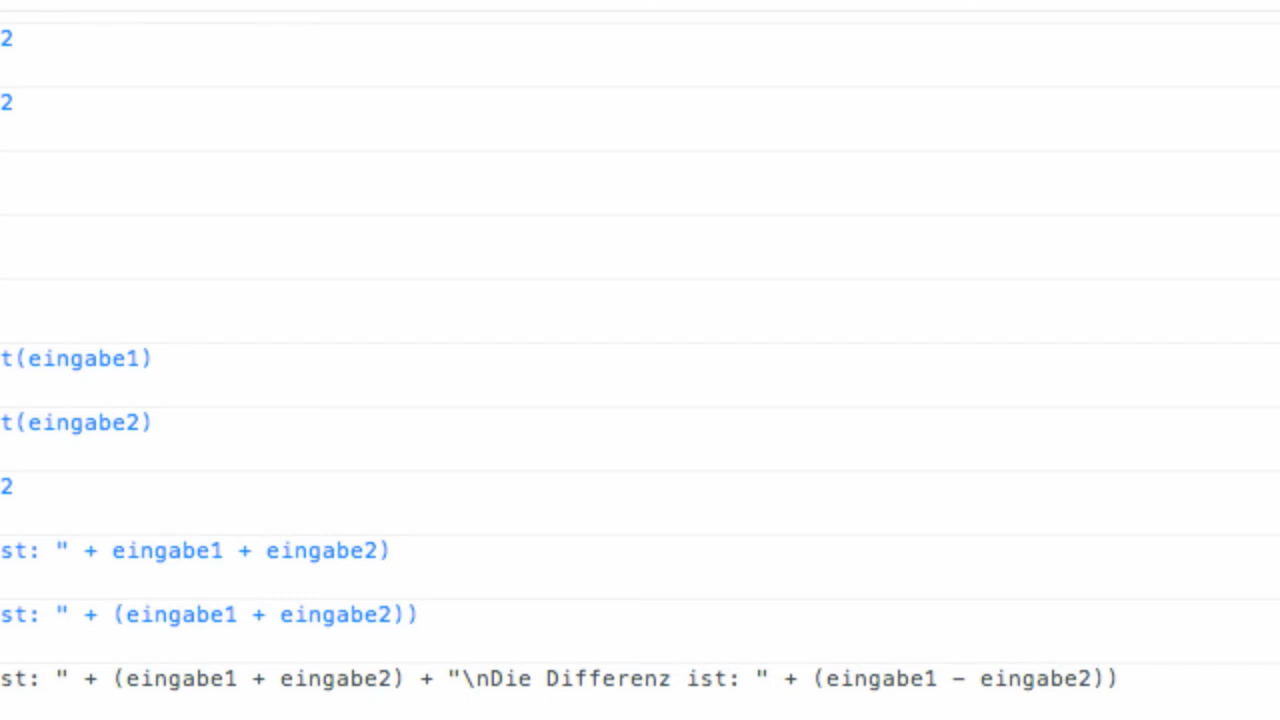 2
2
t(eingabe1)
t(eingabe2)
2
st: " + eingabe1 + eingabe2)
st: " + (eingabe1 + eingabe2))
st: " + (eingabe1 + eingabe2) + "\nDie Differenz ist: " + (eingabe1 - eingabe2))